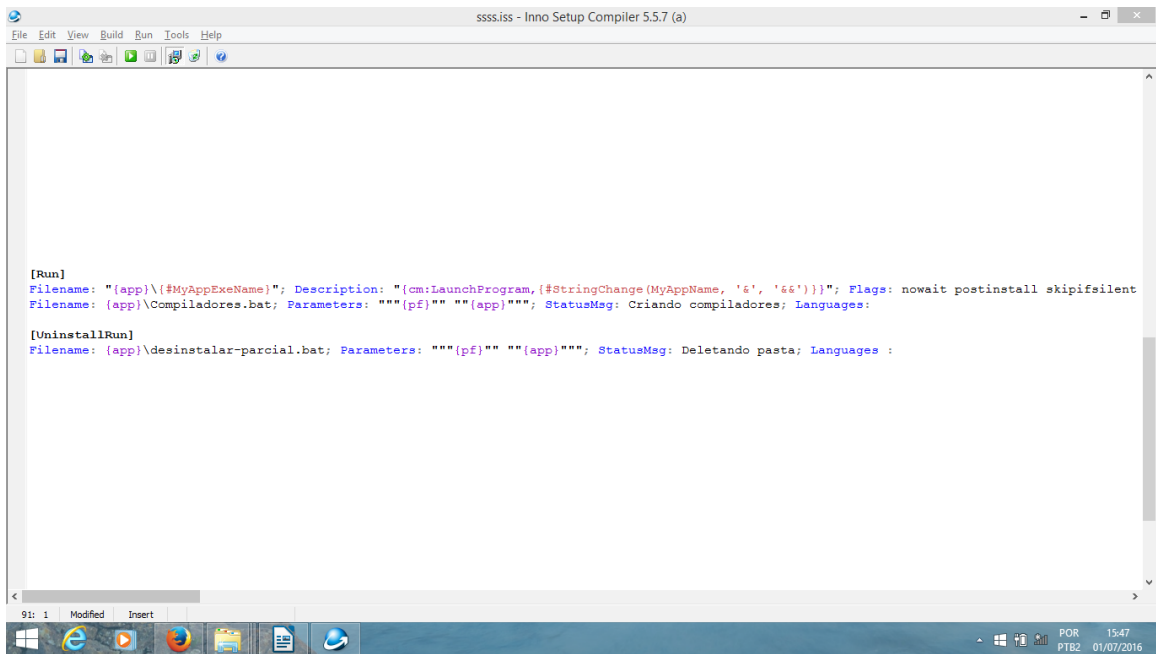 ssss.iss - Inno Setup Compiler 5.5.7 (a)
File Edit View Build Run Tools Help
[Run]
Filename: "{app}\{#MyAppExeName}"; Description: "{cm:LaunchProgram,{#StringChange(MyAppName, '&', '&&')}}"; Flags: nowait postinstall skipifsilent
Filename: {app}\Compiladores.bat; Parameters: """{pf}"" ""{app}"""; StatusMsg: Criando compiladores; Languages:
[UninstallRun]
Filename: {app}\desinstalar-parcial.bat; Parameters: """{pf}"" ""{app}"""; StatusMsg: Deletando pasta; Languages :
91: 1 Modified Insert
POR 15:47
PTB2 01/07/2016